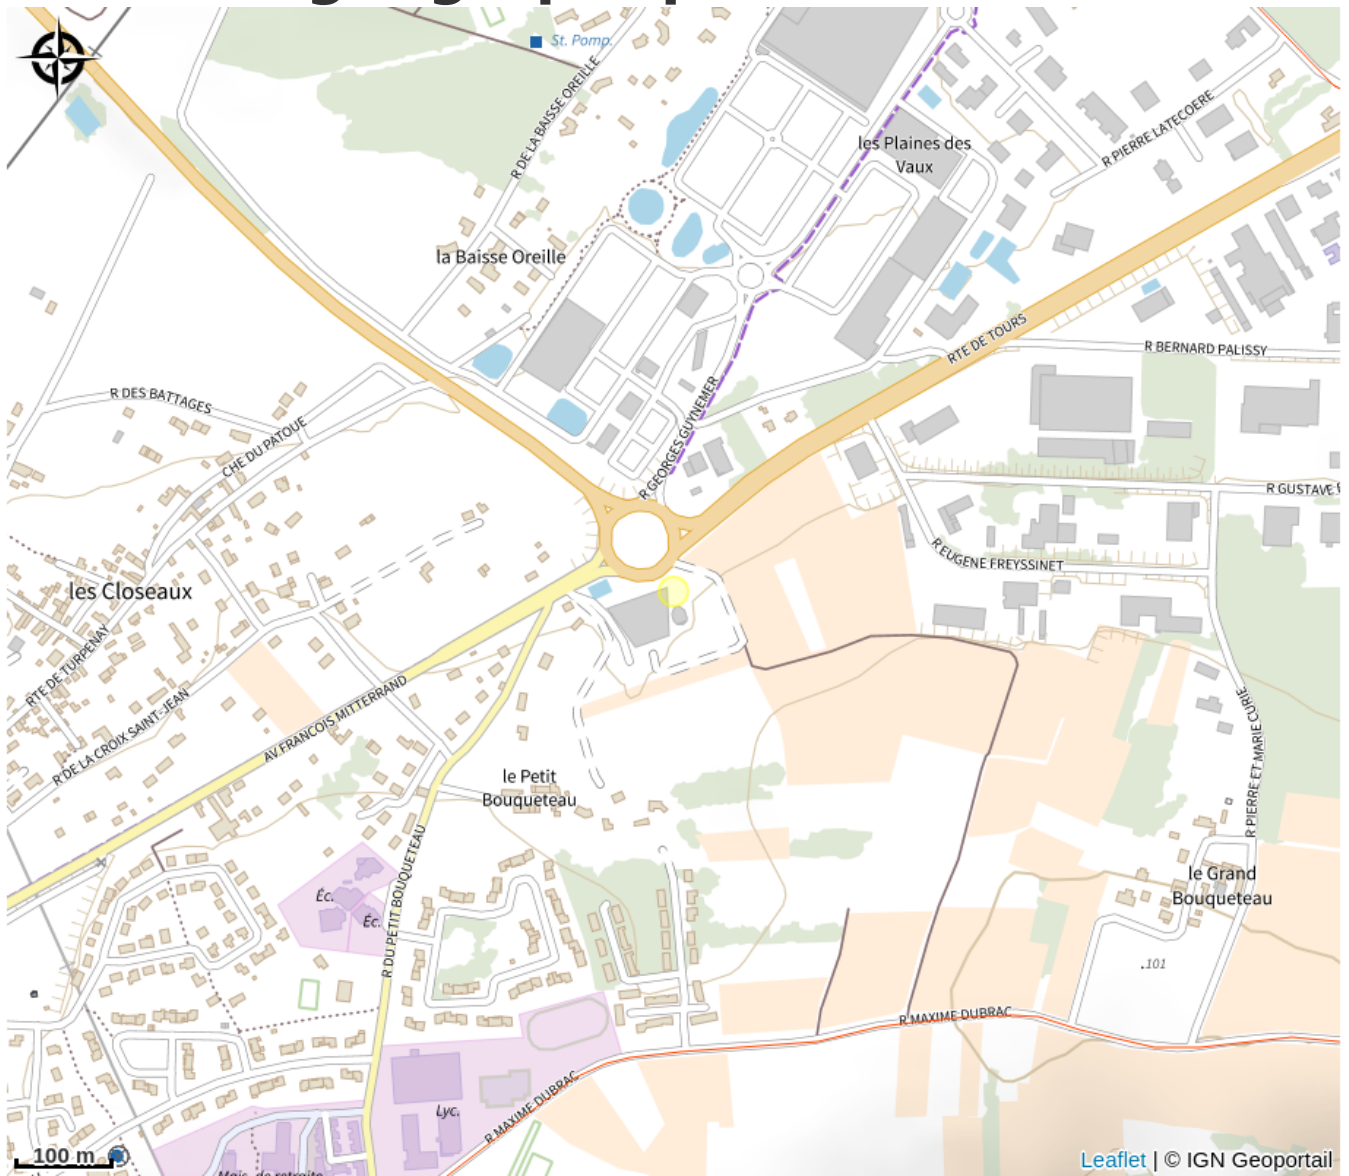 St. Pomp.
R DE LA BAISSE OREILLE
les Plaines des
Vaux
R PIERRE LATECOERE
la Baisse Oreille
RTE DE TOURS
R BERNARD PALISSY
R DES BATTAGES
CHE DU PATOUE
R GEORGES GUYNEMER
R GUSTAVE
R EUGENE FREYSSINET
les Closeaux
RTE DE TURPENAY
R DE LA CROIX SAINT-JEAN
AV FRANCOIS MITTERRAND
R PIERRE ET MARIE CURIE
le Petit
Bouqueteau
R DU PETIT BOUQUETEAU
le Grand
Bouqueteau
Éc.
Éc.
.101
R MAXIME DUBRAC
R MAXIME DUBRAC
Lyc.
100 m
Mais. de retraite
Leaflet | © IGN Geoportail